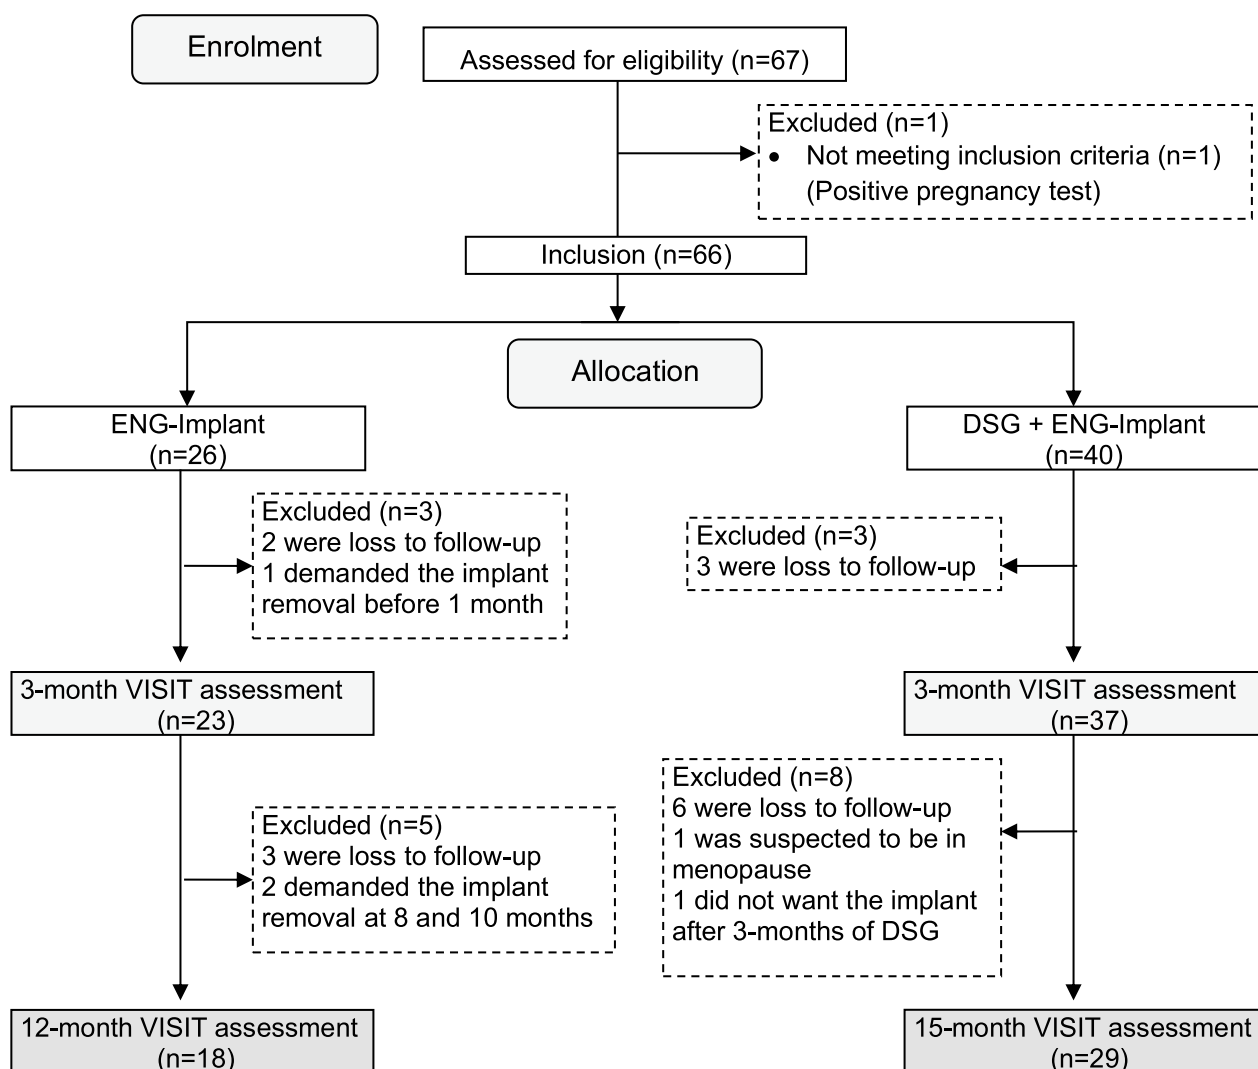 Enrolment
Assessed for eligibility (n=67)
Excluded (n=1)
• Not meeting inclusion criteria (n=1)
(Positive pregnancy test)
Inclusion (n=66)
Allocation
ENG-Implant
(n=26)
DSG + ENG-Implant
(n=40)
Excluded (n=3)
2 were loss to follow-up
1 demanded the implant
removal before 1 month
Excluded (n=3)
3 were loss to follow-up
3-month VISIT assessment
(n=23)
3-month VISIT assessment
(n=37)
Excluded (n=5)
3 were loss to follow-up
2 demanded the implant
removal at 8 and 10 months
Excluded (n=8)
6 were loss to follow-up
1 was suspected to be in
menopause
1 did not want the implant
after 3-months of DSG
12-month VISIT assessment
(n=18)
15-month VISIT assessment
(n=29)